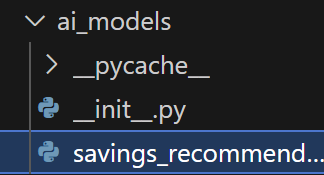 ai_models
__pycache__
__init__.py
savings_recommend...